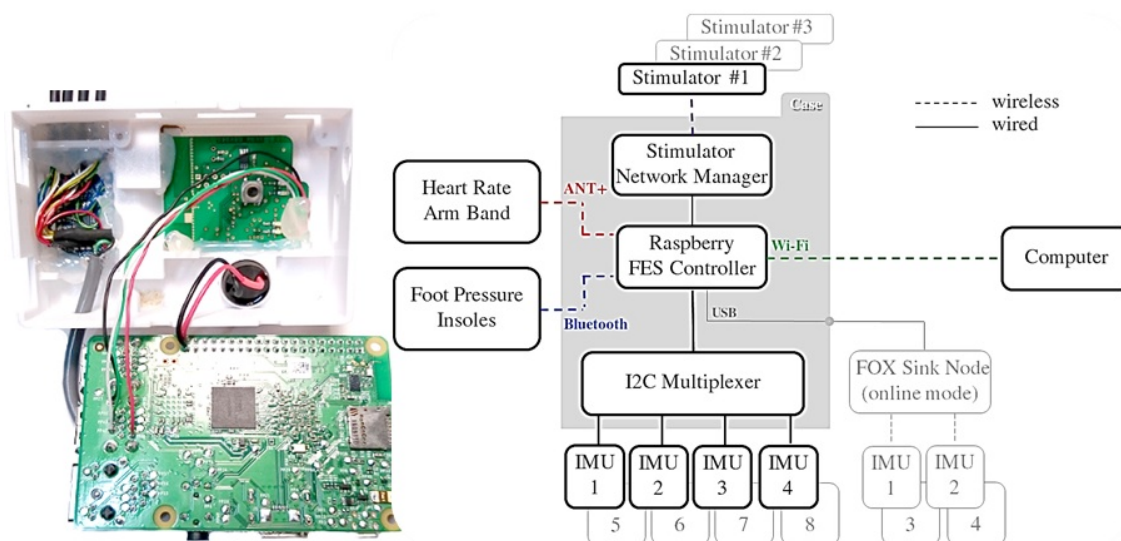 Stimulator #3
Stimulator #2
Stimulator #1
Case
wireless
wired
Stimulator
Network Manager
Heart Rate
Arm Band
ANT+
Raspberry
FES Controller
Wi-Fi
Computer
Foot Pressure
Insoles
Bluetooth
USB
I2C Multiplexer
FOX Sink Node
(online mode)
IMU
1
IMU
2
IMU
3
IMU
4
IMU
1
IMU
2
5
6
7
8
3
4